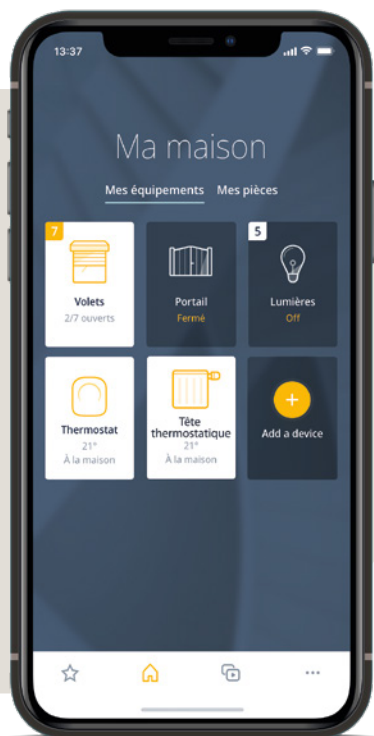 13:37
Ma maison
Mes équipements Mes pièces
7
Volets
2/7 ouverts
Portail
Fermé
5
Lumières
Off
Thermostat
21°
À la maison
Tête
thermostatique
21°
À la maison
+
Add a device